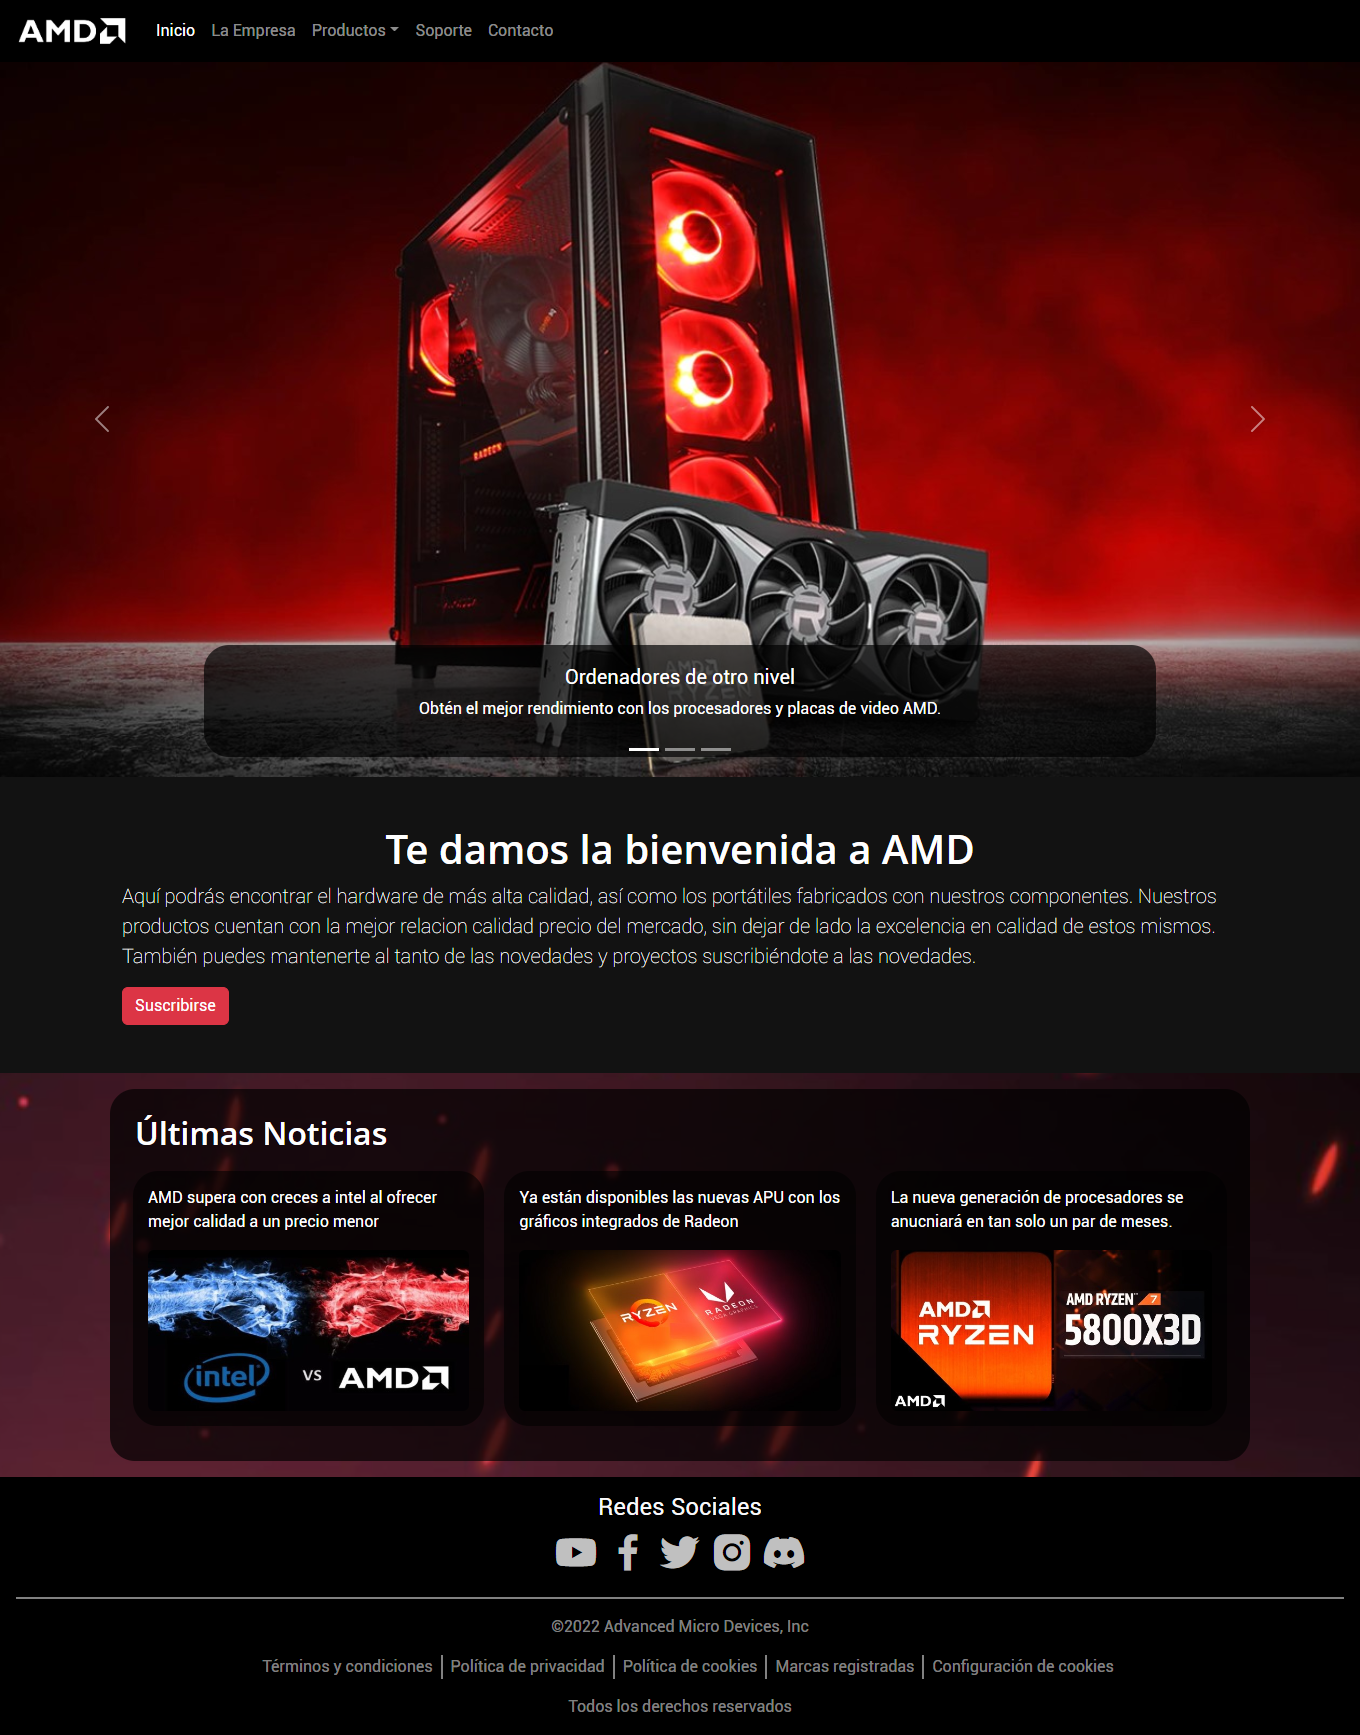 AMD
Inicio La Empresa Productos Soporte Contacto
RADEON
RADEON
AMD
RYZEN
Ordenadores de otro nivel
Obtén el mejor rendimiento con los procesadores y placas de video AMD.
Te damos la bienvenida a AMD
Aquí podrás encontrar el hardware de más alta calidad, así como los portátiles fabricados con nuestros componentes. Nuestros
productos cuentan con la mejor relacion calidad precio del mercado, sin dejar de lado la excelencia en calidad de estos mismos.
También puedes mantenerte al tanto de las novedades y proyectos suscribiéndote a las novedades.
Suscribirse
Últimas Noticias
AMD supera con creces a intel al ofrecer
mejor calidad a un precio menor
intel VS AMD
Ya están disponibles las nuevas APU con los
gráficos integrados de Radeon
RYZEN
RADEON
VEGA GRAPHICS
La nueva generación de procesadores se
anucniará en tan solo un par de meses.
AMD
RYZEN
AMD RYZEN 7
5800X3D
AMD
Redes Sociales
©2022 Advanced Micro Devices, Inc
Términos y condiciones Política de privacidad Política de cookies Marcas registradas Configuración de cookies
Todos los derechos reservados